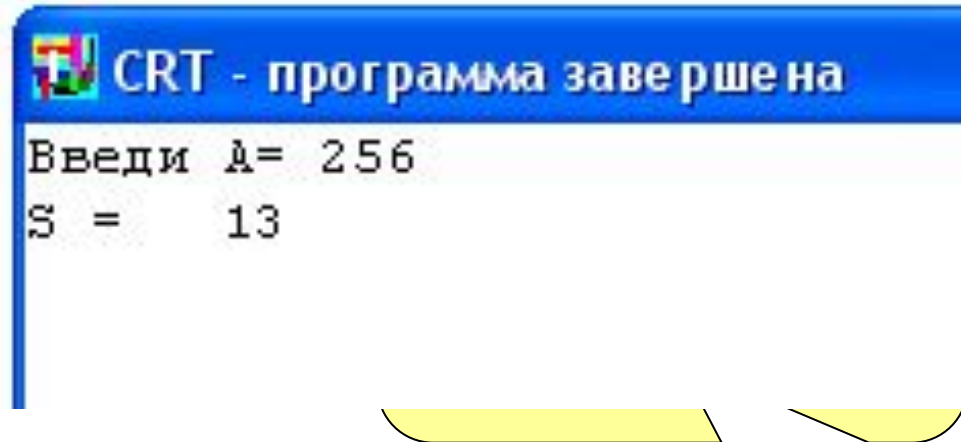 CRT - программа завершена
Введи А= 256
S =   13